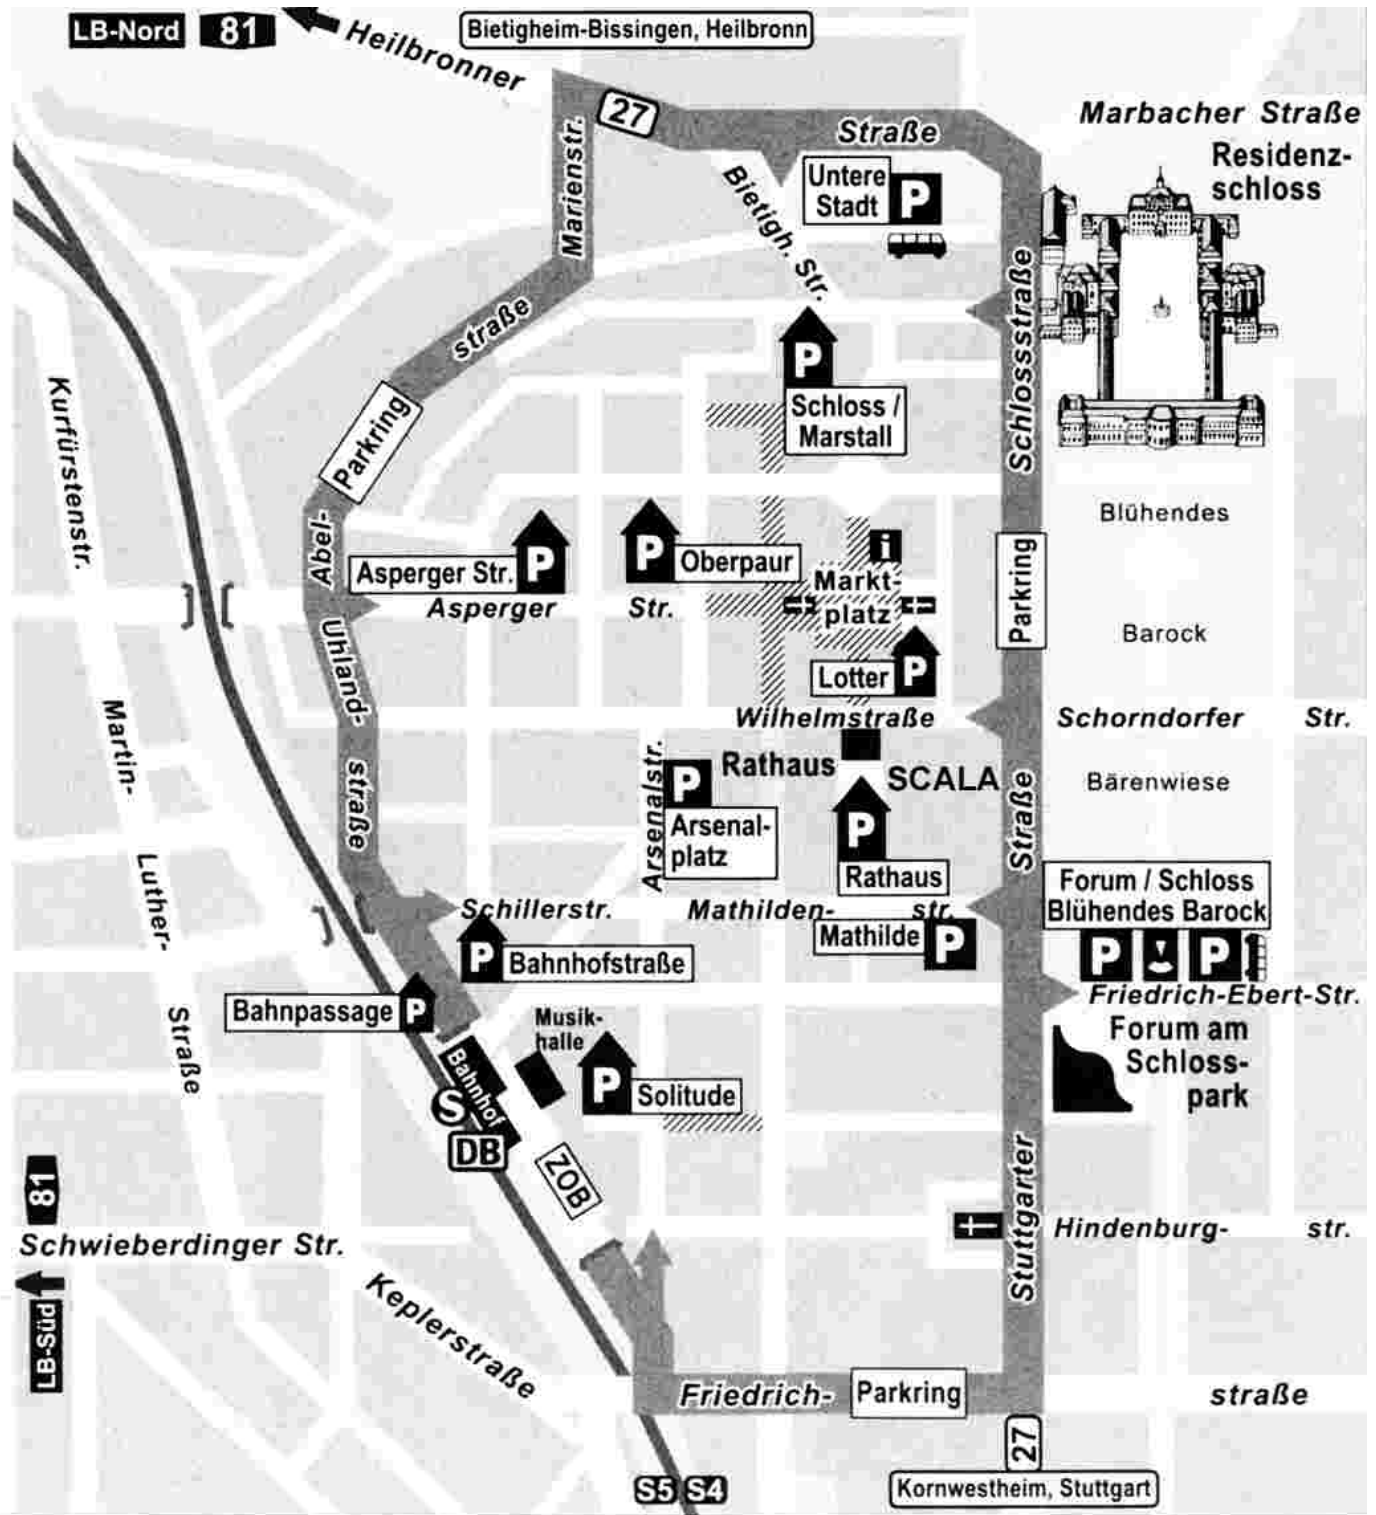 LB-Nord 81
Heilbronner
Bietigheim-Bissingen, Heilbronn
27
Straße
Marbacher Straße
Residenz-
schloss
Marienstr.
Bietigh. Str.
Untere
Stadt
P
Schlossstraße
straße
P
Schloss /
Marstall
Kurfürstenstr.
Parkring
Blühendes
Abel-
Asperger Str.
P
P
Oberpaur
i
Parkring
Markt-
platz
Asperger Str.
Barock
Uhland-
Lotter
P
Martin-
Wilhelmstraße
Schorndorfer Str.
straße
Arsenalstr.
P
Rathaus
SCALA
Straße
Bärenwiese
Arsenal-
platz
P
Rathaus
Luther-
Forum / Schloss
Blühendes Barock
Schillerstr.
Mathilden- str.
Mathilde
P
P
P
P
Bahnhofstraße
Friedrich-Ebert-Str.
Bahnpassage
P
Straße
Musik-
halle
Forum am
Schloss-
park
Bahnhof
P
Solitude
S
DB
ZOB
81
Stuttgarter
Hindenburg- str.
Schwieberdinger Str.
LB-Süd
Keplerstraße
Friedrich-
Parkring
straße
27
S5 S4
Kornwestheim, Stuttgart